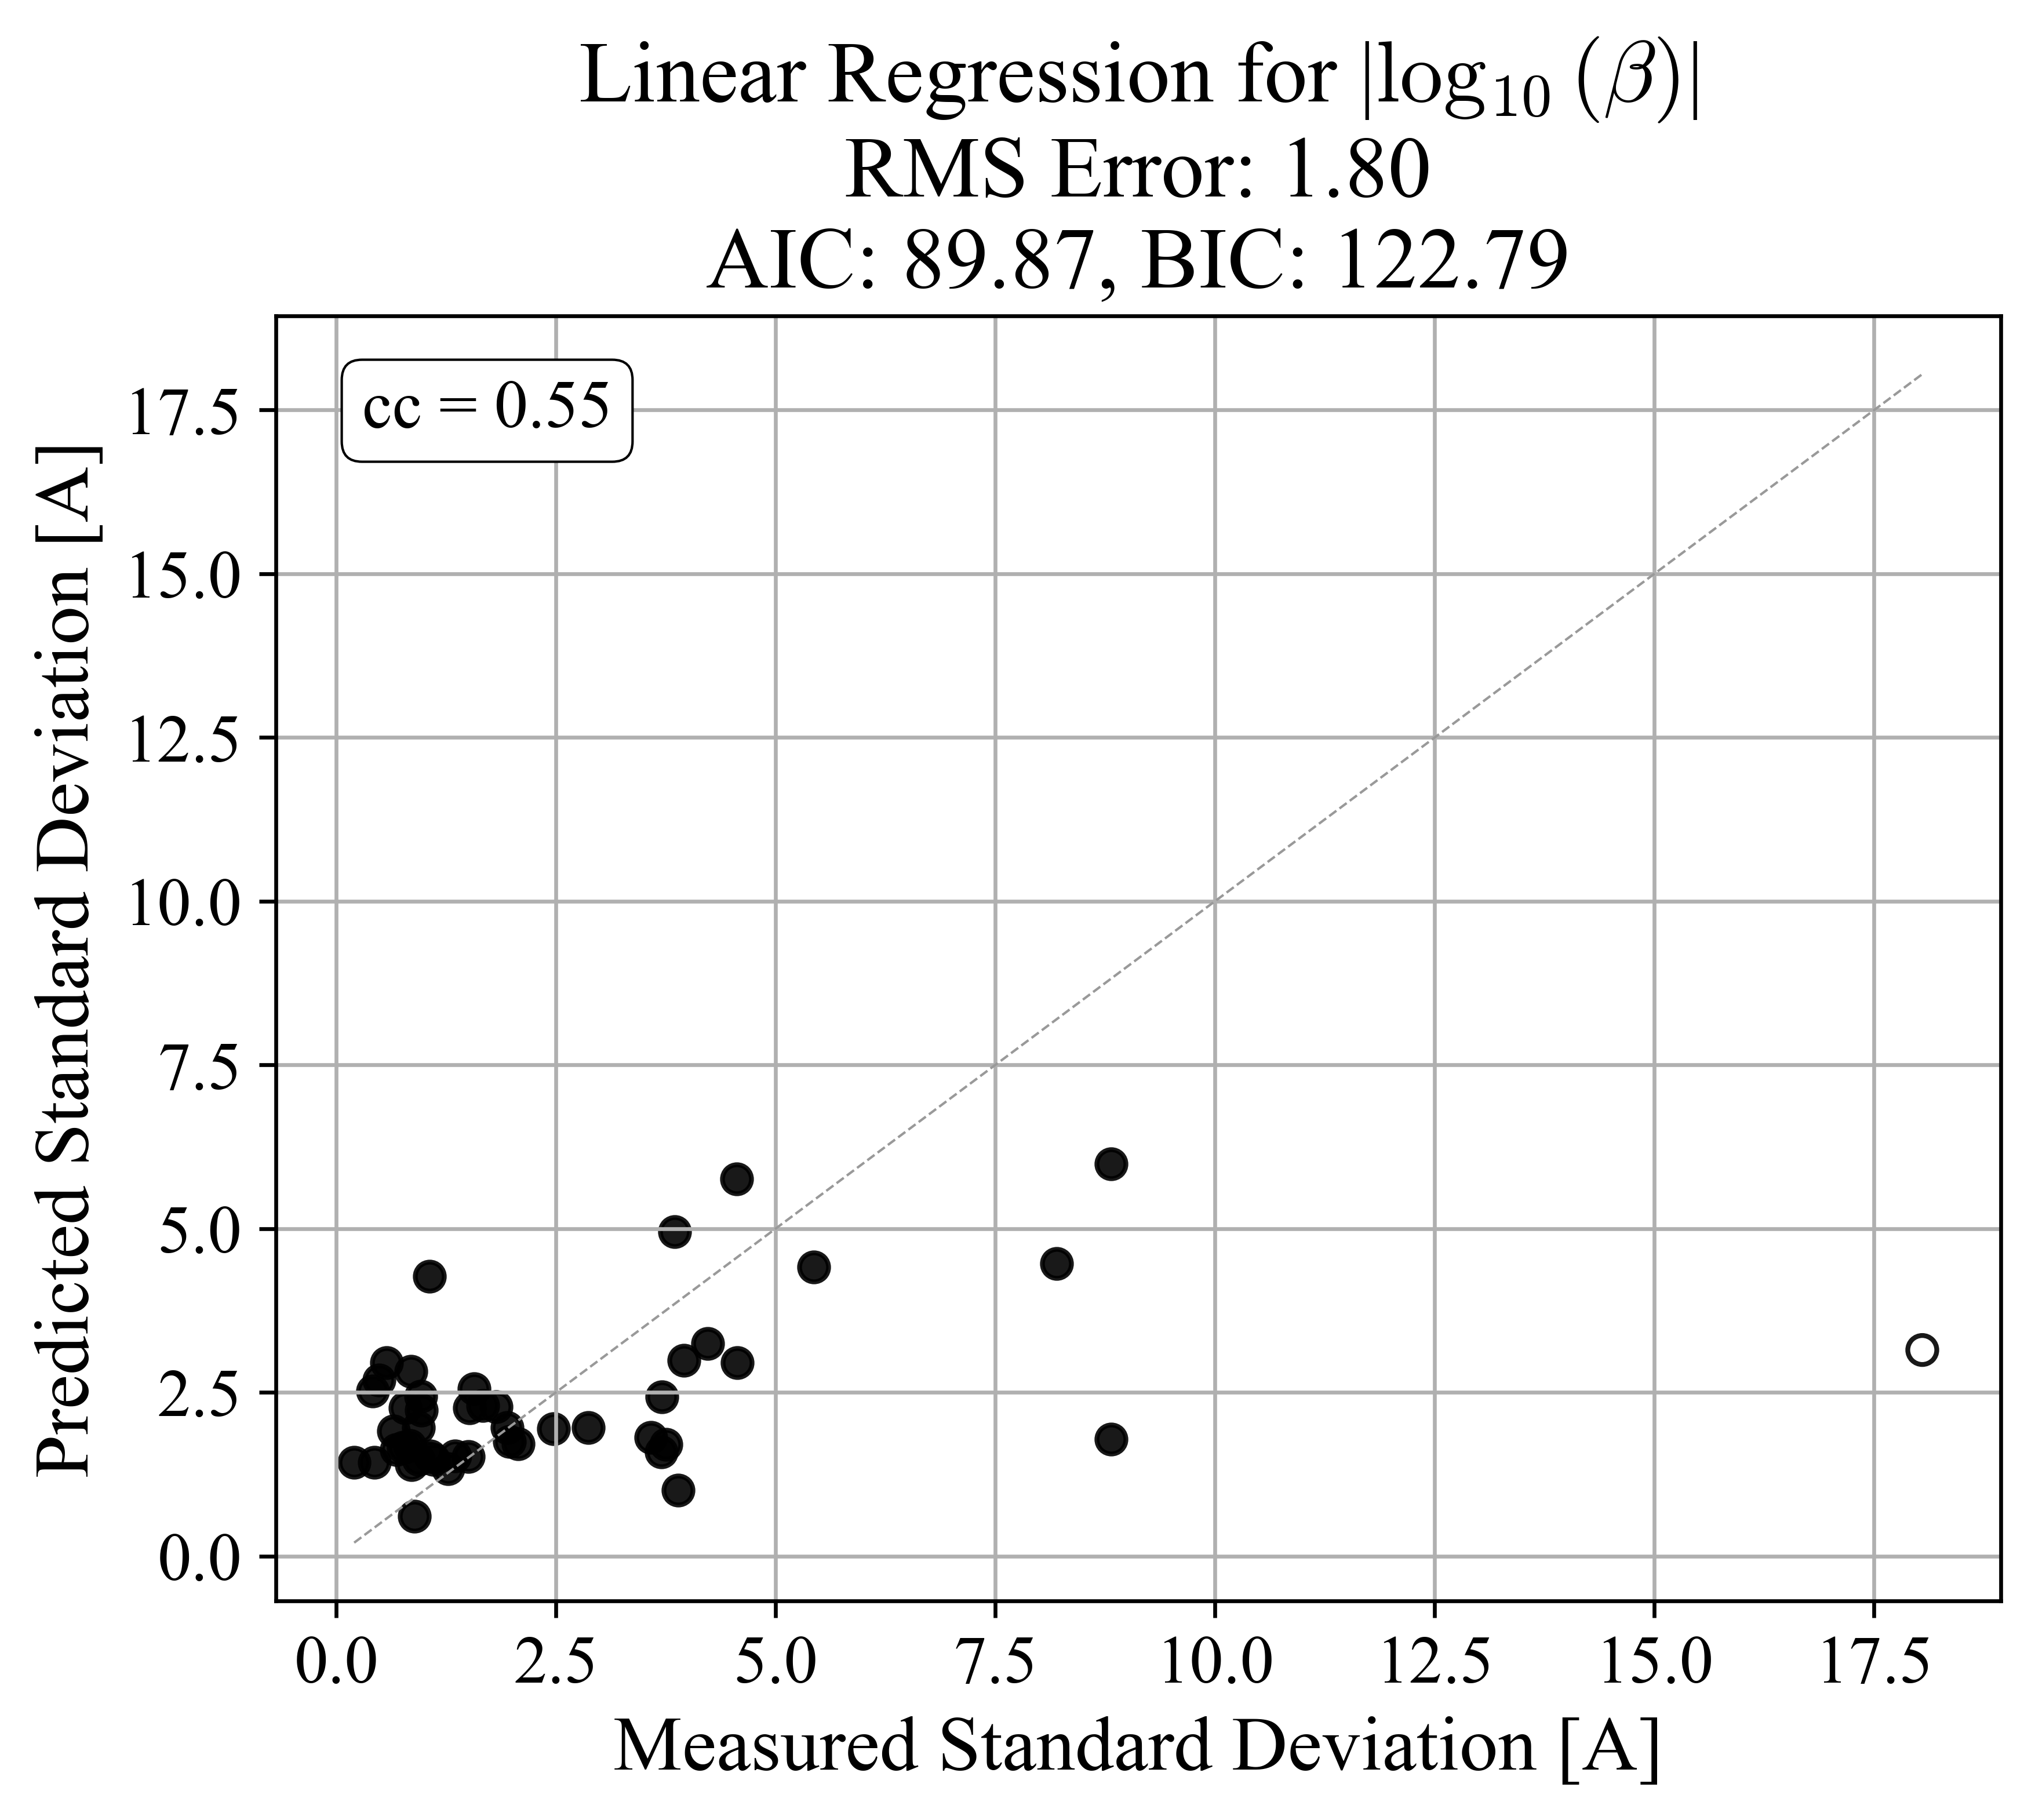 Linear Regression for |log₁₀ (β)|
RMS Error: 1.80
AIC: 89.87, BIC: 122.79
cc = 0.55
Predicted Standard Deviation [A]
17.5
15.0
12.5
10.0
7.5
5.0
2.5
0.0
0.0 2.5 5.0 7.5 10.0 12.5 15.0 17.5
Measured Standard Deviation [A]